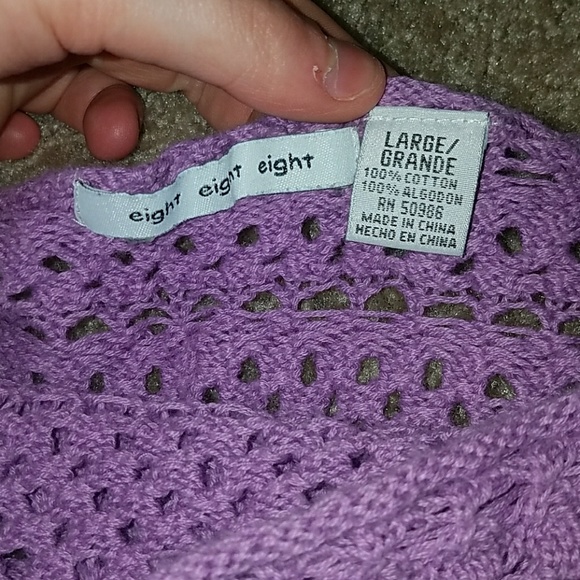 eight eight eight
LARGE/
GRANDE
100% COTTON
100% ALGODON
RN 50986
MADE IN CHINA
HECHO EN CHINA